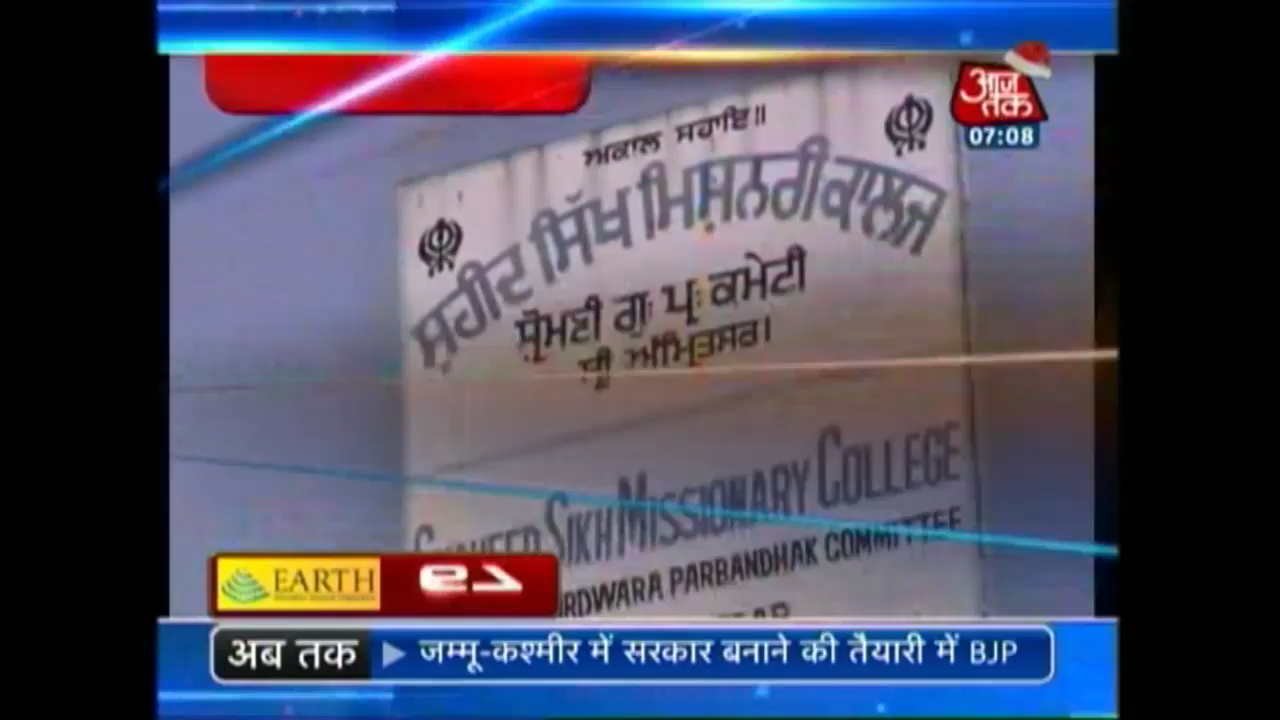 आज
तक
07:08
ਅਕਾਲ ਸਹਾਇ॥
ਸ਼ਹੀਦ ਸਿੱਖ ਮਿਸ਼ਨਰੀ ਕਾਲਜ
ਸ਼੍ਰੋਮਣੀ ਗੁ: ਪ੍ਰ: ਕਮੇਟੀ
ਸ੍ਰੀ ਅੰਮ੍ਰਿਤਸਰ।
SIKH MISSIONARY COLLEGE
RDWARA PARBANDHAK COMMITTEE
EARTH
अब तक
जम्मू-कश्मीर में सरकार बनाने की तैयारी में BJP